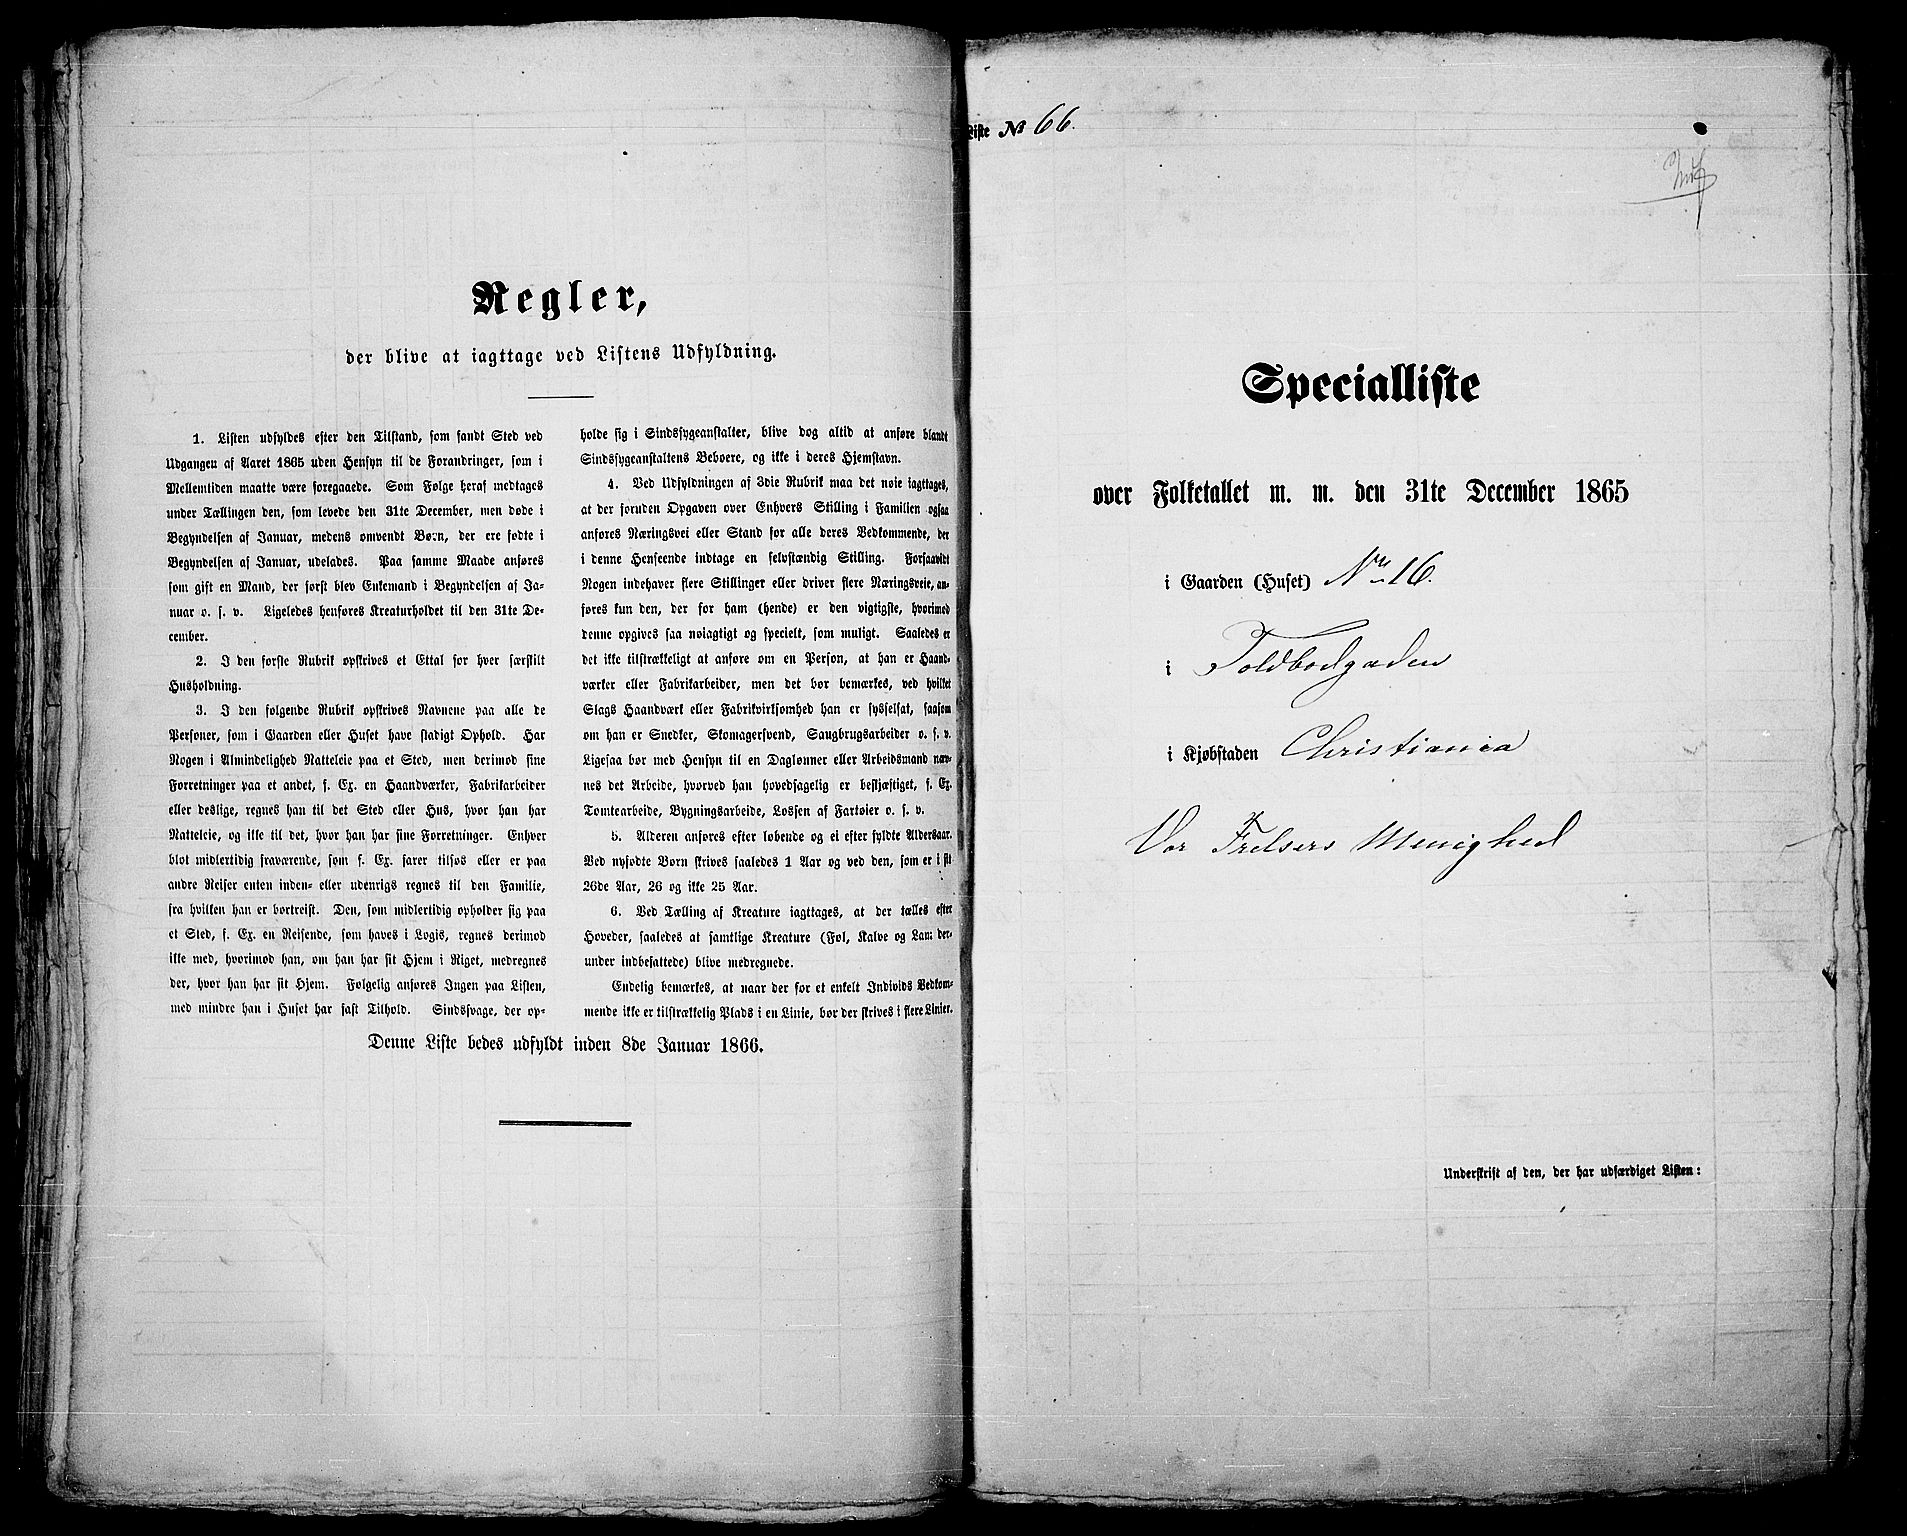 Regler,
der blive at iagttage ved Listens Udfyldning.
1. Listen udfyldes efter den Tilstand, som fandt Sted ved
Udgangen af Aaret 1865 uden Hensyn til de Forandringer, som i
Mellemtiden maatte være foregaaede. Som Følge heraf medtages
under Tællingen den, som levede den 31te December, men døde i
Begyndelsen af Januar, medens omvendt Børn, der ere fødte i
Begyndelsen af Januar, udelades. Paa samme Maade anføres
som gift en Mand, der først blev Enkemand i Begyndelsen af Ja-
nuar o. s. v. Ligeledes henføres Kreaturholdet til den 31te De-
cember.
2. I den første Rubrik opskrives et Ettal for hver særskilt
Husholdning.
3. I den følgende Rubrik opskrives Navnene paa alle de
Personer, som i Gaarden eller Huset have stadigt Ophold. Har
Nogen i Almindelighed Natteleie paa et Sted, men derimod sine
Forretninger paa et andet, f. Ex. en Haandværker, Fabrikarbeider
eller deslige, regnes han til det Sted eller Hus, hvor han har
Natteleie, og ikke til det, hvor han har sine Forretninger. Enhver
blot midlertidig fraværende, som f. Ex. farer tilsøs eller er paa
andre Reiser enten inden- eller udenrigs regnes til den Familie,
fra hvilken han er bortreist. Den, som midlertidig opholder sig paa
et Sted, f. Ex. en Reisende, som haves i Logis, regnes derimod
ikke med, hvorimod han, om han har sit Hjem i Riget, medregnes
der, hvor han har sit Hjem. Følgelig anføres Ingen paa Listen,
med mindre han i Huset har fast Tilhold. Sindssvage, der op-
holde sig i Sindssygeanstalter, blive dog altid at anføre blandt
Sindssygeanstaltens Beboere, og ikke i deres Hjemstavn.
4. Ved Udfyldningen af 3die Rubrik maa det nøie iagttages,
at der foruden Opgaven over Enhvers Stilling i Familien ogsaa
anføres Næringsvei eller Stand for alle deres Vedkommende, der
i denne Henseende indtage en selvstændig Stilling. Forsaavidt
Nogen indehaver flere Stillinger eller driver flere Næringsveie, an-
føres kun den, der for ham (hende) er den vigtigste, hvorimod
denne opgives saa nøiagtigt og specielt, som muligt. Saaledes er
det ikke tilstrækkeligt at anføre om en Person, at han er Haand-
værker eller Fabrikarbeider, men det bør bemærkes, ved hvilket
Slags Haandværk eller Fabrikvirksomhed han er sysselsat, saasom
om han er Snedker, Skomagersvend, Saugbrugsarbeider o. s. v.
Ligesaa bør med Hensyn til en Daglønner eller Arbeidsmand næv-
nes det Arbeide, hvorved han hovedsagelig er beskjæftiget, f. Ex.
Tomtearbeide, Bygningsarbeide, Lossen af Fartøier o. s. v.
5. Alderen anføres efter løbende og ei efter fyldte Aldersaar.
Ved nyfødte Børn skrives saaledes 1 Aar og ved den, som er i sit
26de Aar, 26 og ikke 25 Aar.
6. Ved Tælling af Kreature iagttages, at der tælles efter
Hoveder, saaledes at samtlige Kreature (Føl, Kalve og Lam der-
under indbefattede) blive medregnede.
Endelig bemærkes, at naar der for et enkelt Individs Vedkom-
mende ikke er tilstrækkelig Plads i en Linie, bør der skrives i flere Linier.
Denne Liste bedes udfyldt inden 8de Januar 1866.
Liste № 66.
Specialliste
over Folketallet m. m. den 31te December 1865
i Gaarden (Huset) No 16.
i Toldbodgaden
i Kjøbstaden Christiania
Vor Frelsers Menighed
Underskrift af den, der har udfærdiget Listen: